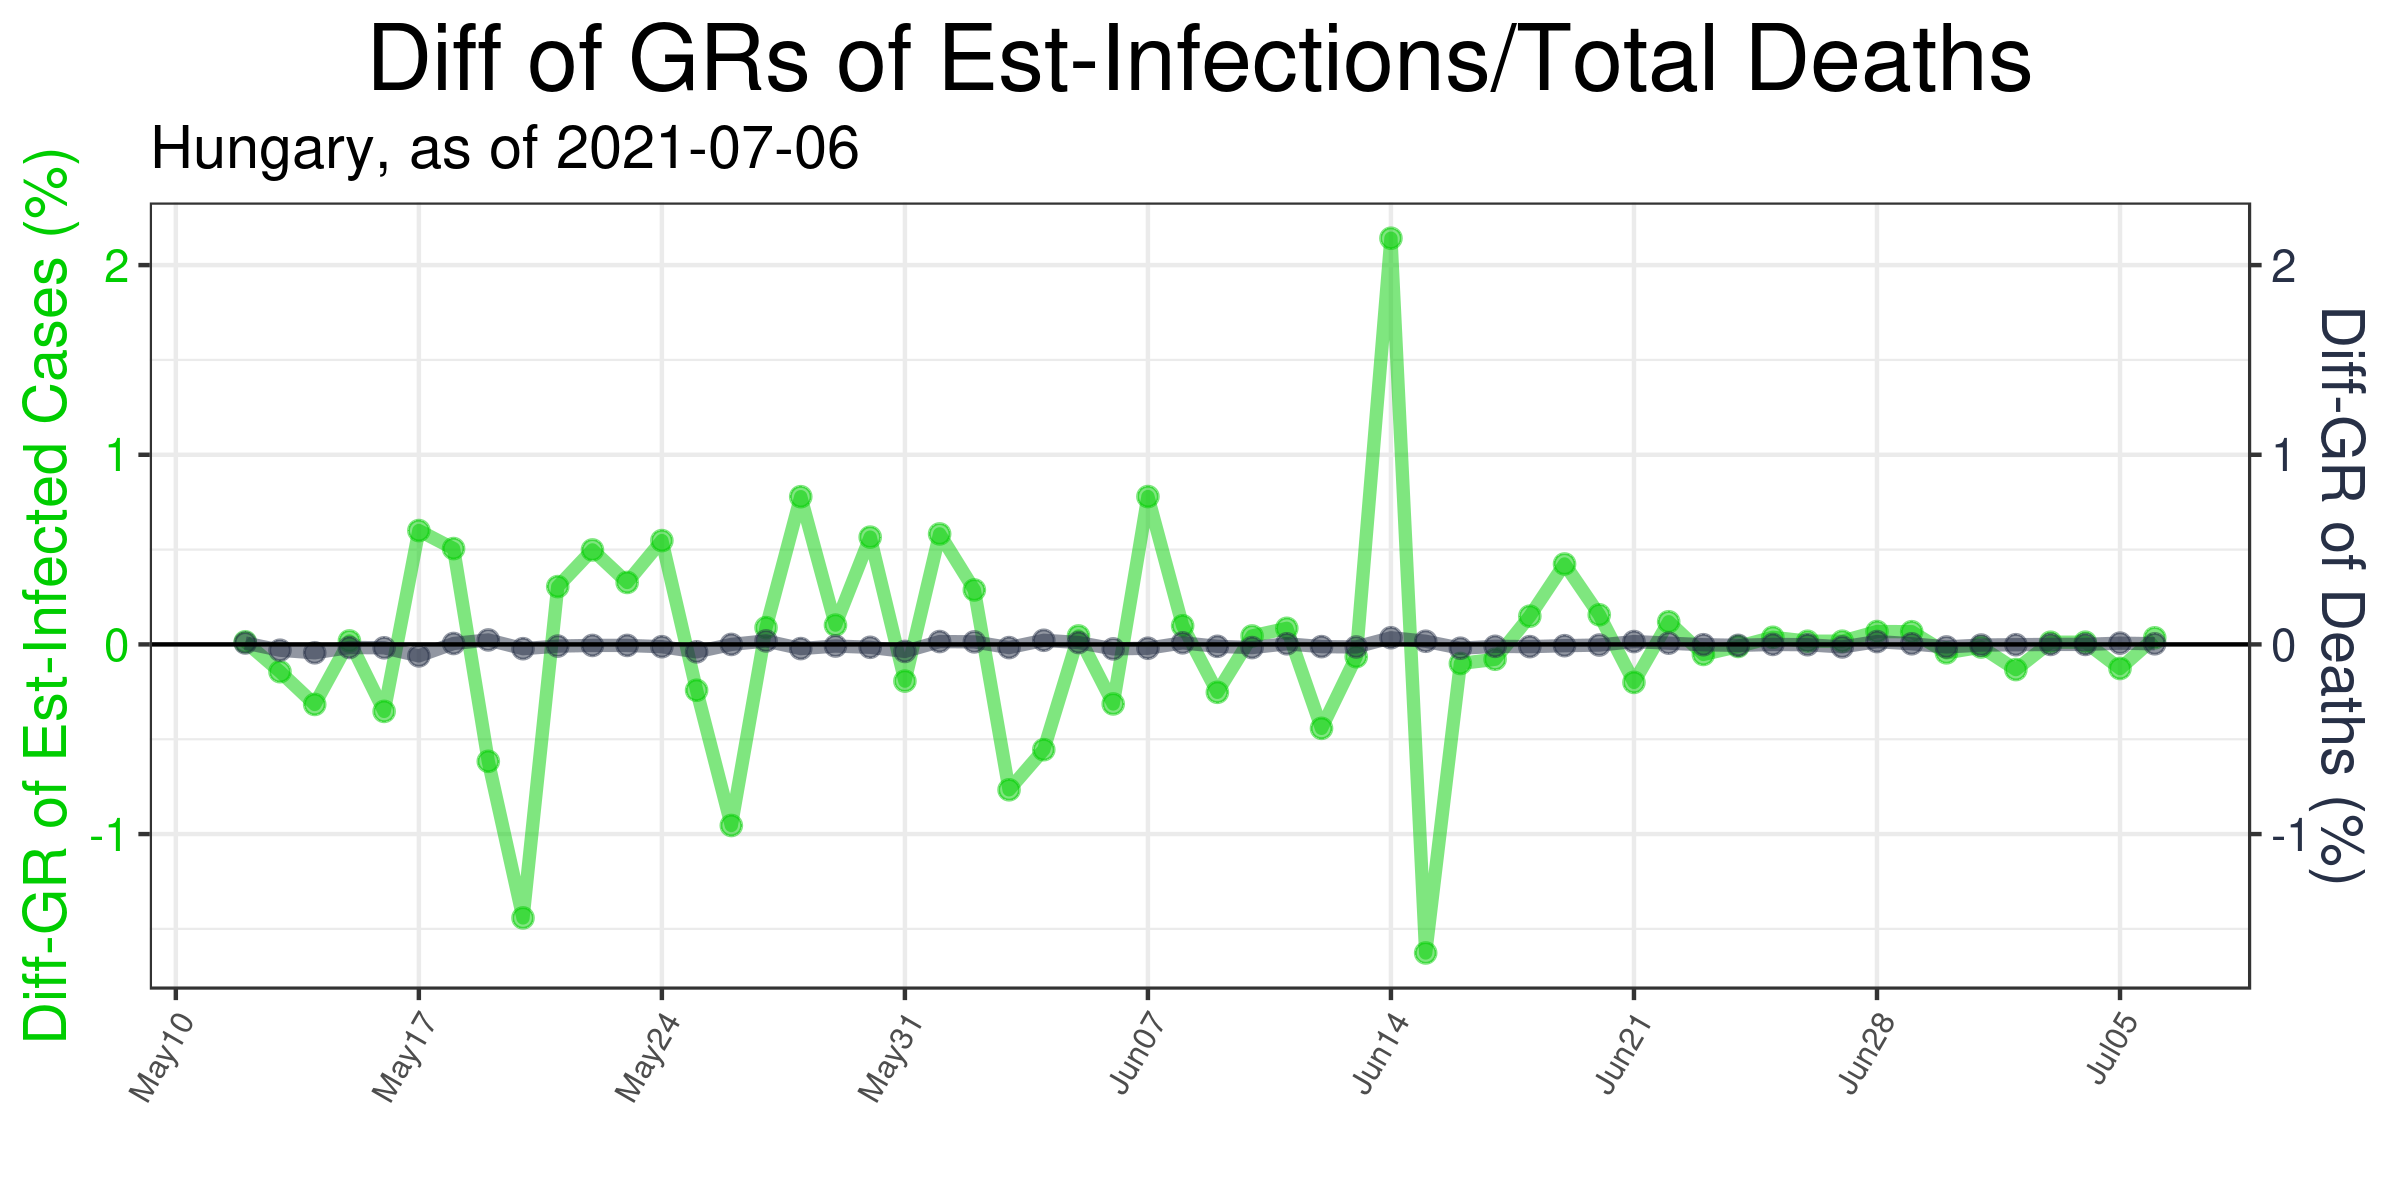 Diff of GRs of Est-Infections/Total Deaths
Hungary, as of 2021-07-06
Diff-GR of Est-Infected Cases (%)
2
1
0
-1
2
1
0
-1
Diff-GR of Deaths (%)
May10
May17
May24
May31
Jun07
Jun14
Jun21
Jun28
Jul05